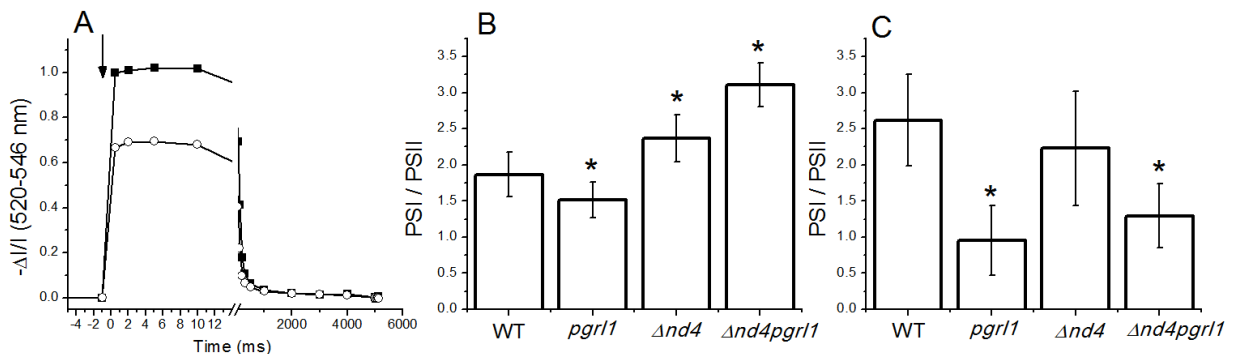 A
-ΔI/I (520-546 nm)
1.0
0.8
0.6
0.4
0.2
0.0
-4 -2 0 2 4 6 8 10 12 2000 4000 6000
Time (ms)
B
PSI / PSII
3.5
3.0
2.5
2.0
1.5
1.0
0.5
0.0
* * *
WT pgrl1 Δnd4 Δnd4pgrl1
C
PSI / PSII
3.5
3.0
2.5
2.0
1.5
1.0
0.5
0.0
* *
WT pgrl1 Δnd4 Δnd4pgrl1